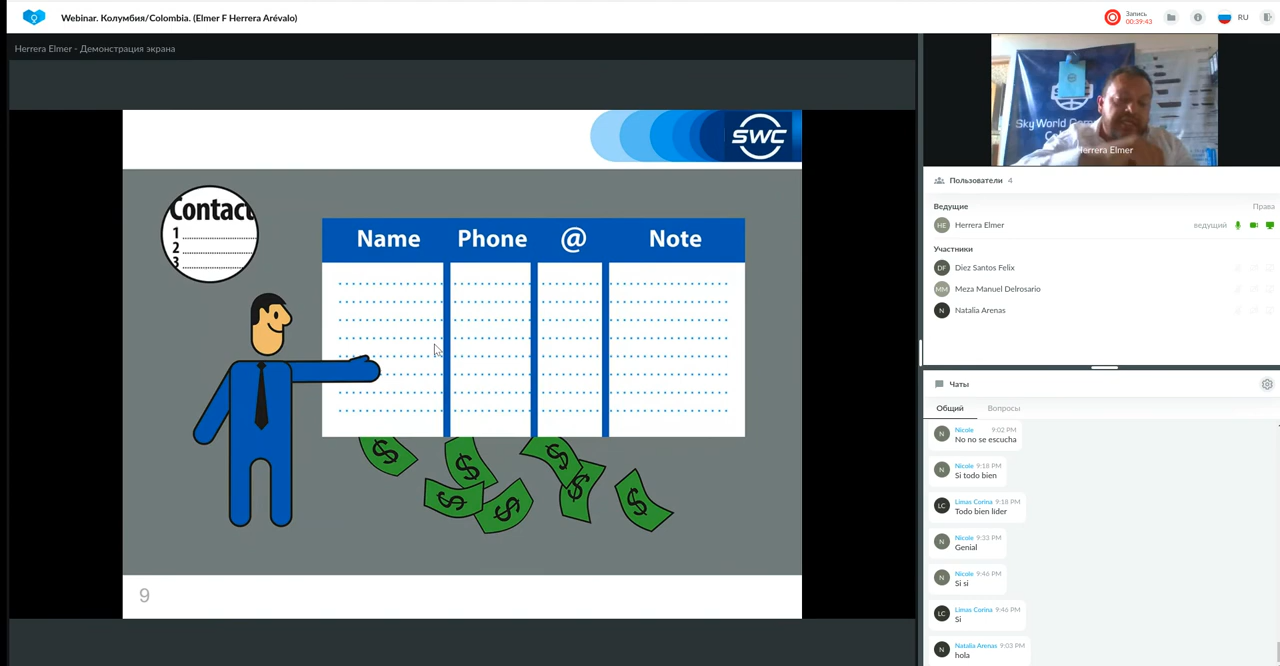 Webinar. Колумбия/Colombia. (Elmer F Herrera Arévalo)
Запись
00:39:43
RU
Herrera Elmer - Демонстрация экрана
SWC
Contact
1
2
3
Name Phone @ Note
$ $ $ $ $ $ $
9
Sky World
Herrera Elmer
Пользователи 4
Ведущие Права
HE Herrera Elmer ведущий
Участники
DF Diez Santos Felix
MM Meza Manuel Delrosario
N Natalia Arenas
Чаты
Общий Вопросы
N Nicole 9:02 PM
No no se escucha
N Nicole 9:18 PM
Si todo bien
LC Limas Corina 9:18 PM
Todo bien líder
N Nicole 9:33 PM
Genial
N Nicole 9:46 PM
Si si
LC Limas Corina 9:46 PM
Si
N Natalia Arenas 9:03 PM
hola